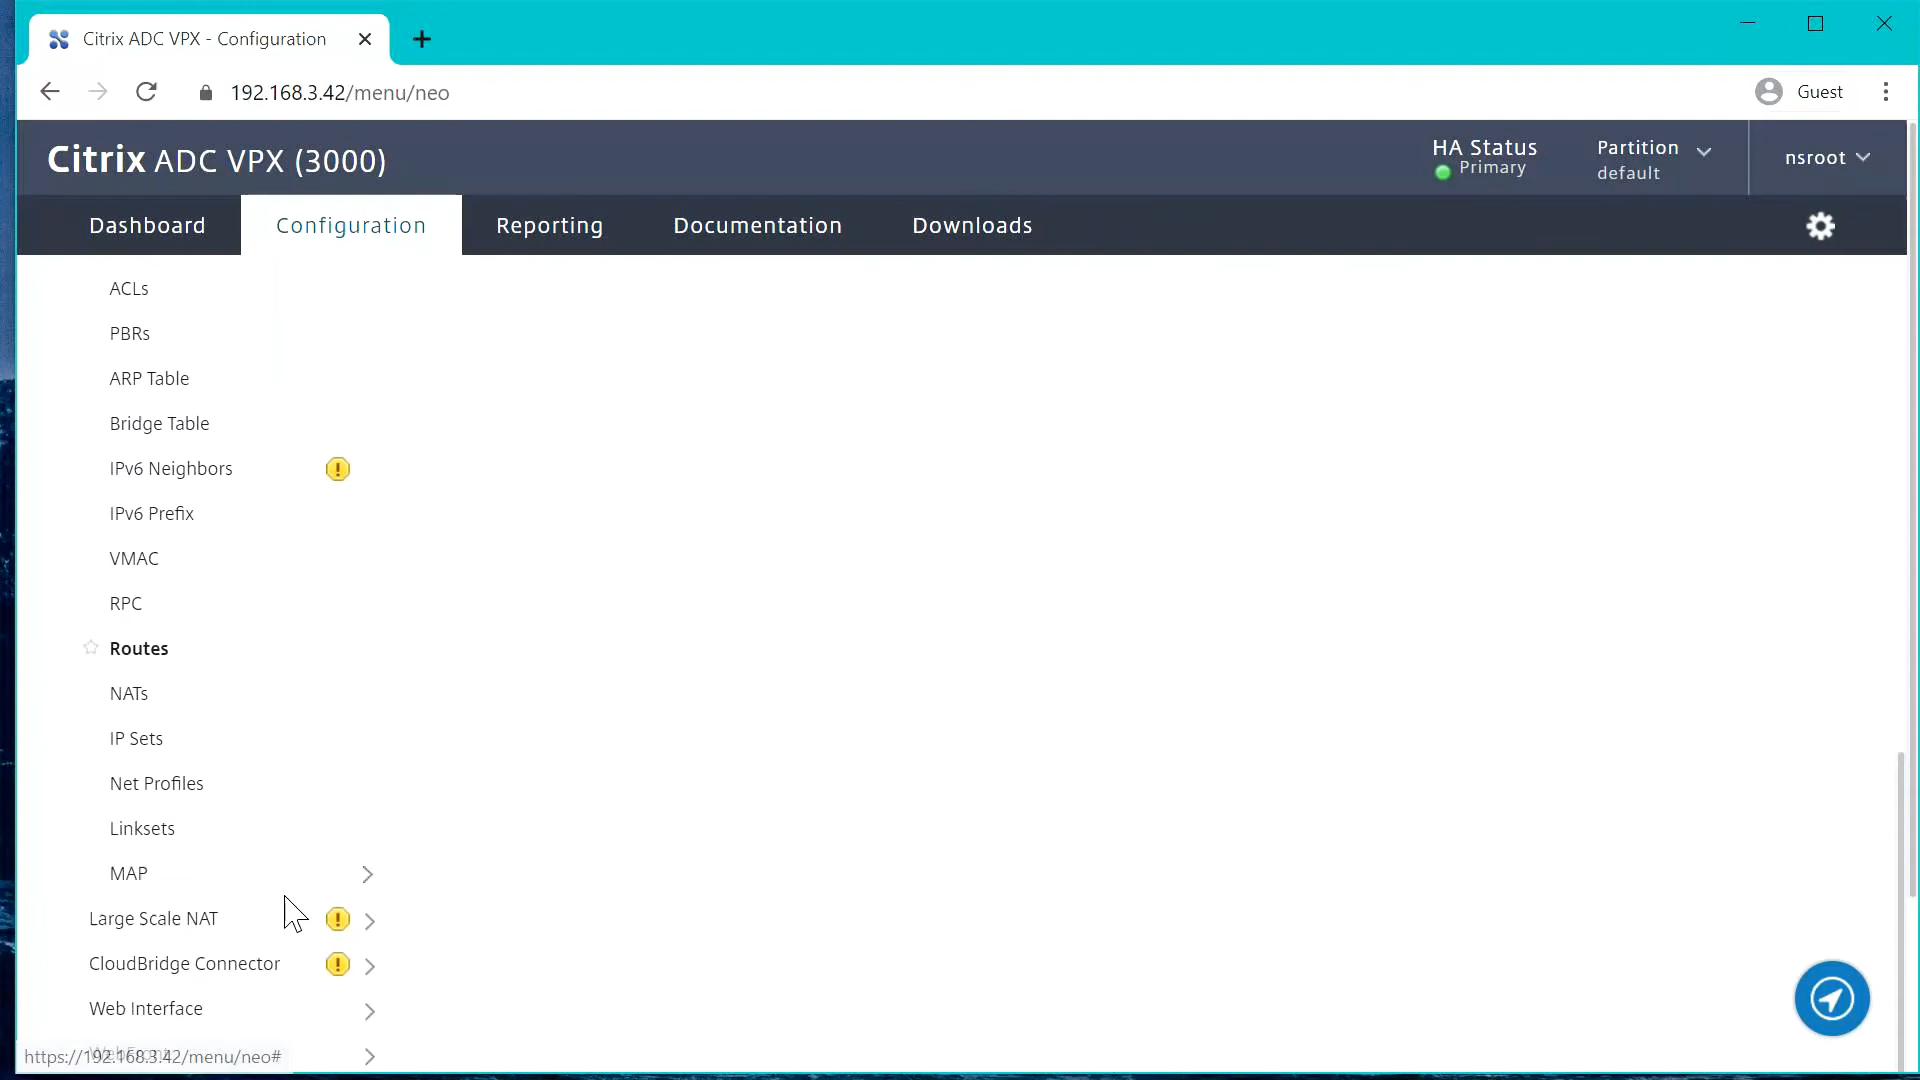 Citrix ADC VPX - Configuration
192.168.3.42/menu/neo
Guest
Citrix ADC VPX (3000)
HA Status
Primary
Partition
default
nsroot
Dashboard
Configuration
Reporting
Documentation
Downloads
ACLs
PBRs
ARP Table
Bridge Table
IPv6 Neighbors
IPv6 Prefix
VMAC
RPC
Routes
NATs
IP Sets
Net Profiles
Linksets
MAP
Large Scale NAT
CloudBridge Connector
Web Interface
https://192.168.3.42/menu/neo#